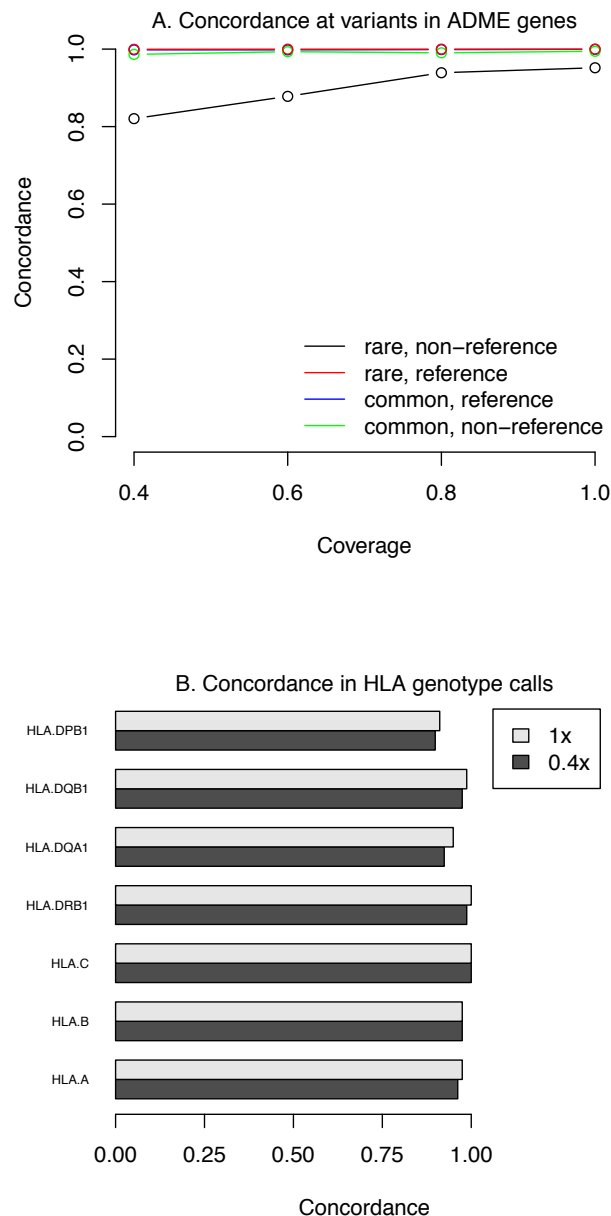 A. Concordance at variants in ADME genes
1.0
0.8
0.6
0.4
0.2
0.0
Concordance
rare, non−reference
rare, reference
common, reference
common, non−reference
0.4 0.6 0.8 1.0
Coverage
B. Concordance in HLA genotype calls
HLA.DPB1
HLA.DQB1
HLA.DQA1
HLA.DRB1
HLA.C
HLA.B
HLA.A
1x
0.4x
0.00 0.25 0.50 0.75 1.00
Concordance